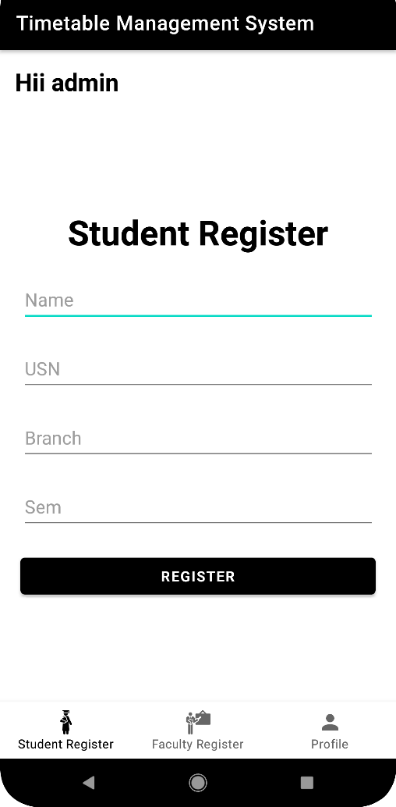 Timetable Management System
Hii admin
Student Register
Name
USN
Branch
Sem
REGISTER
Student Register
Faculty Register
Profile